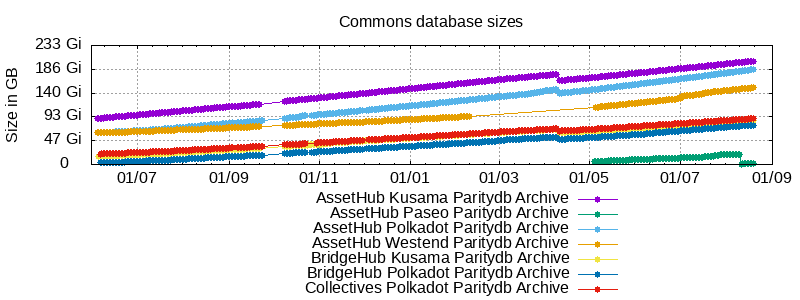 Commons database sizes
Size in GB
233 Gi
186 Gi
140 Gi
93 Gi
47 Gi
0
01/07 01/09 01/11 01/01 01/03 01/05 01/07 01/09
AssetHub Kusama Paritydb Archive
AssetHub Paseo Paritydb Archive
AssetHub Polkadot Paritydb Archive
AssetHub Westend Paritydb Archive
BridgeHub Kusama Paritydb Archive
BridgeHub Polkadot Paritydb Archive
Collectives Polkadot Paritydb Archive